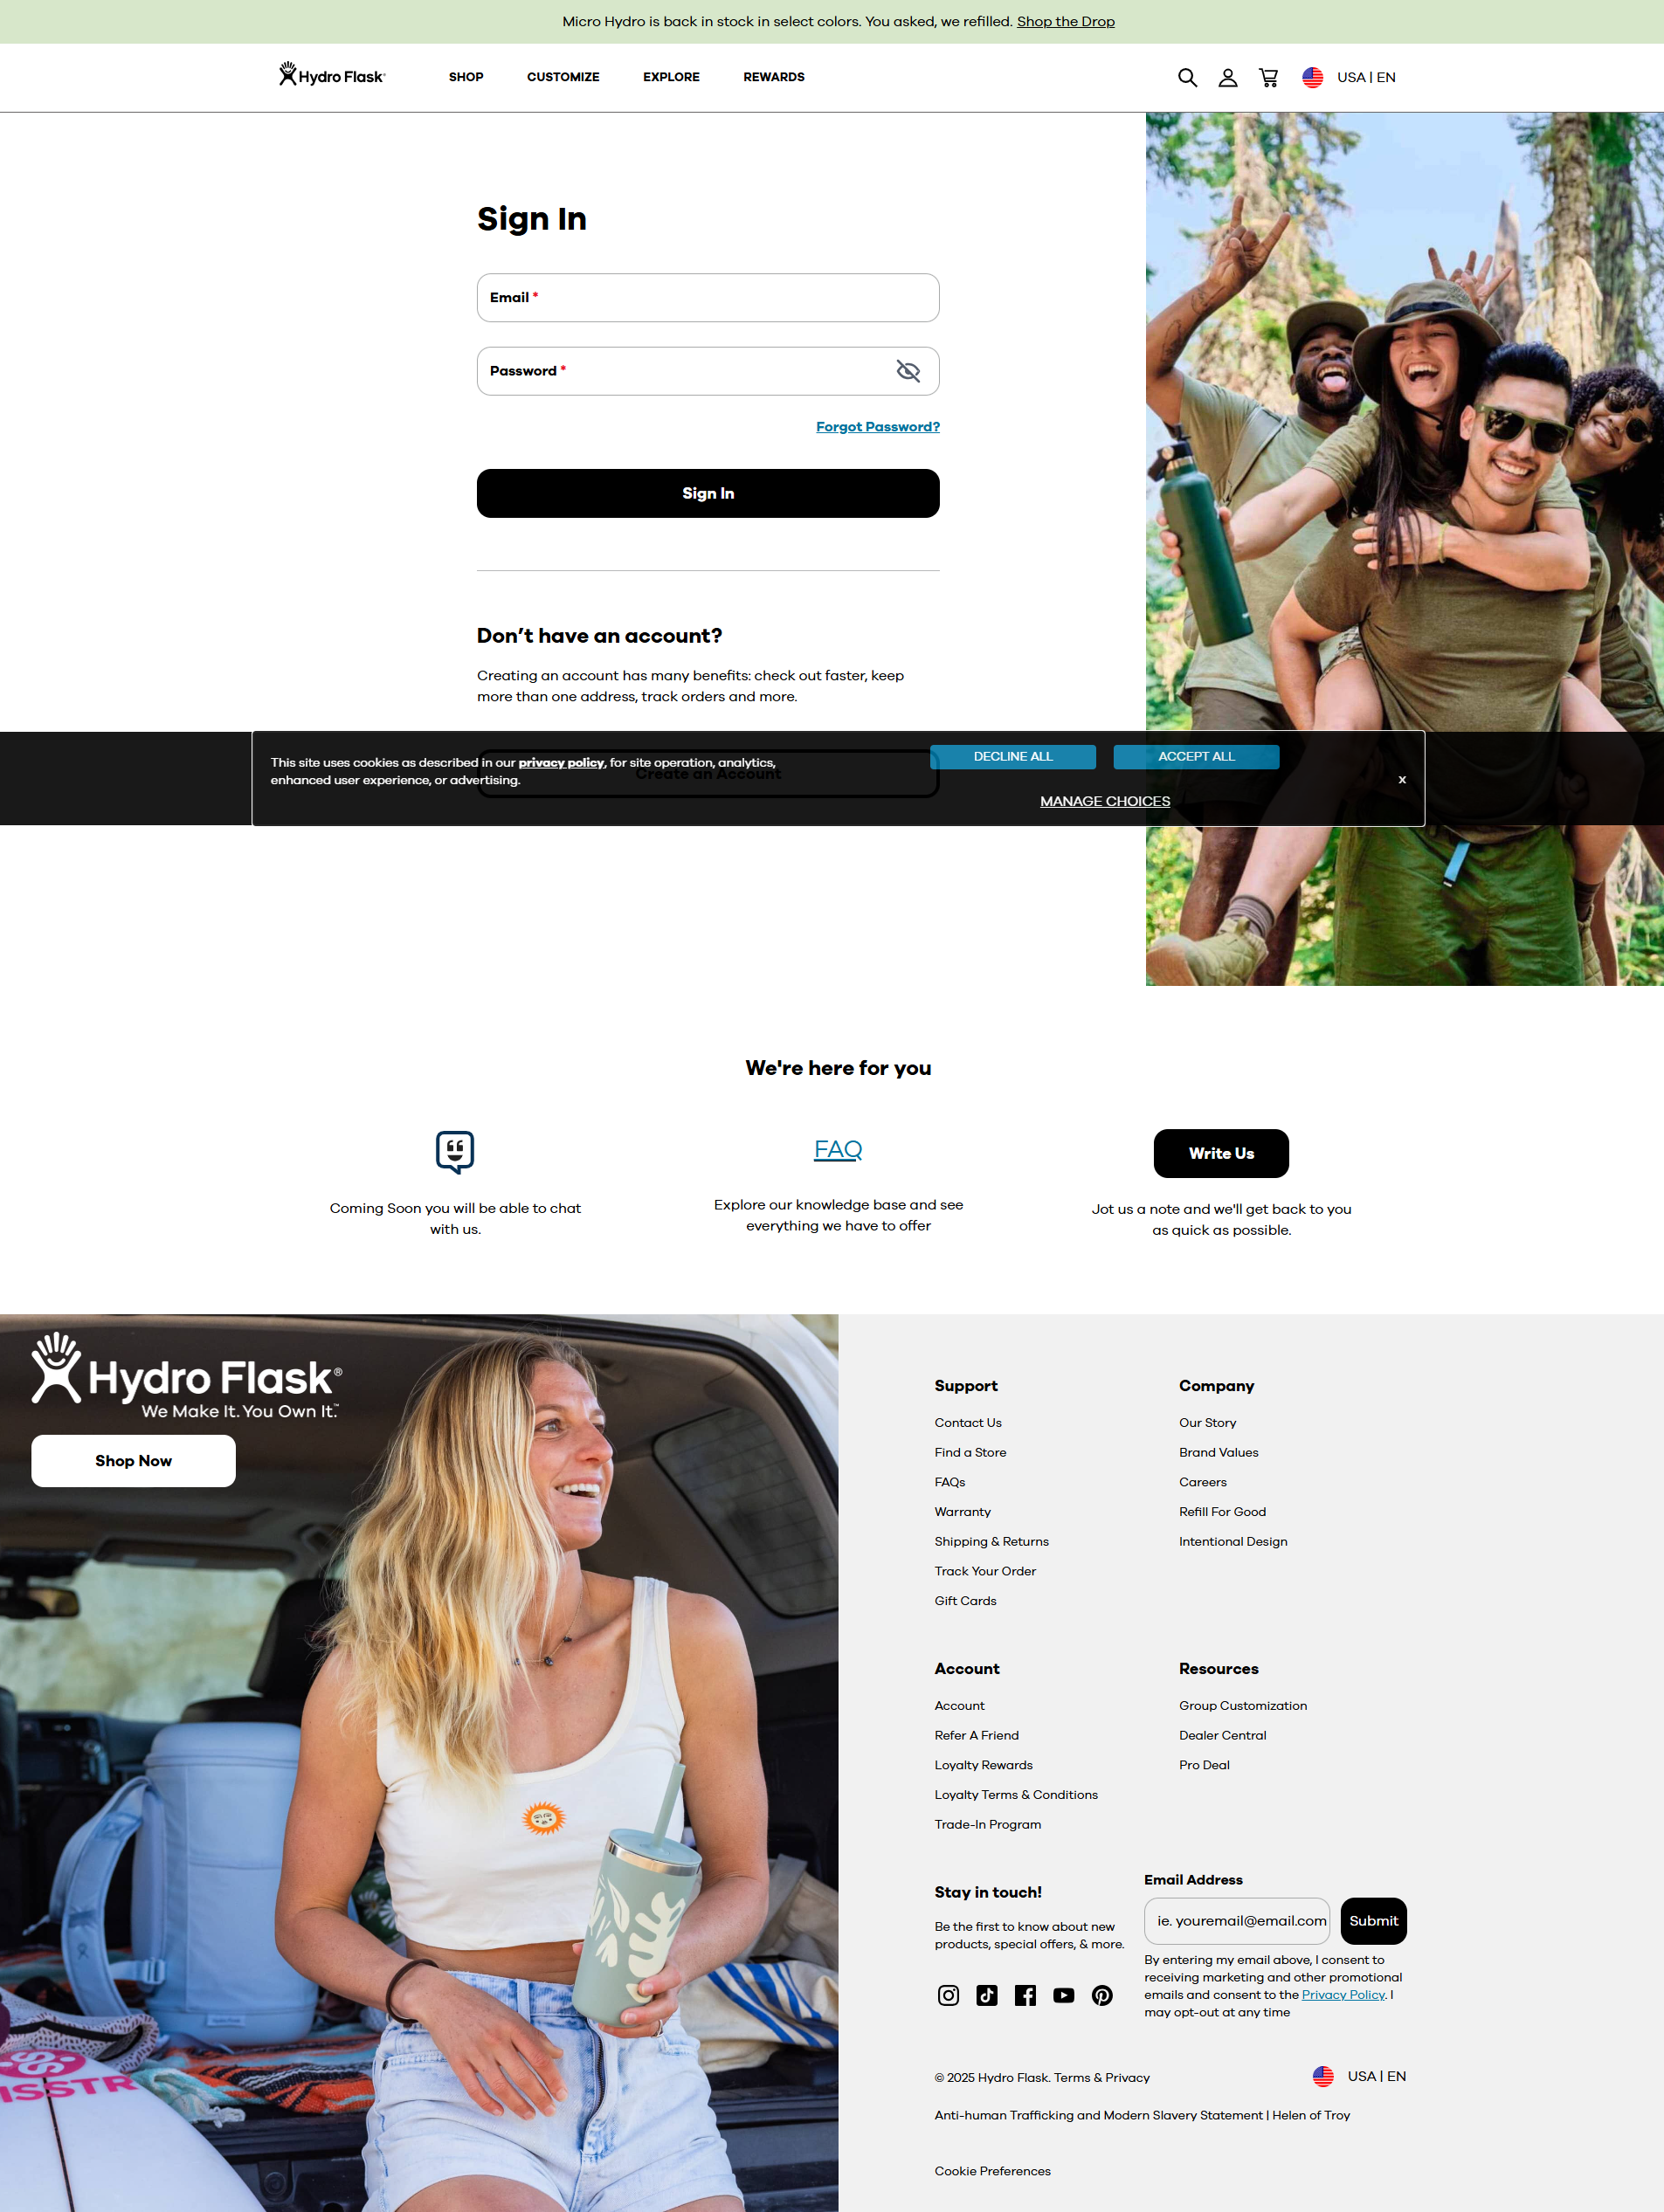 Micro Hydro is back in stock in select colors. You asked, we refilled. Shop the Drop
Hydro Flask
SHOP
CUSTOMIZE
EXPLORE
REWARDS
USA | EN
Sign In
Email *
Password *
Forgot Password?
Sign In
Don’t have an account?
Creating an account has many benefits: check out faster, keep
more than one address, track orders and more.
Create an Account
This site uses cookies as described in our privacy policy, for site operation, analytics,
enhanced user experience, or advertising.
DECLINE ALL
ACCEPT ALL
MANAGE CHOICES
x
We're here for you
Coming Soon you will be able to chat
with us.
FAQ
Explore our knowledge base and see
everything we have to offer
Write Us
Jot us a note and we'll get back to you
as quick as possible.
Hydro Flask®
We Make It. You Own It.™
Shop Now
Support
Contact Us
Find a Store
FAQs
Warranty
Shipping & Returns
Track Your Order
Gift Cards
Company
Our Story
Brand Values
Careers
Refill For Good
Intentional Design
Account
Account
Refer A Friend
Loyalty Rewards
Loyalty Terms & Conditions
Trade-In Program
Resources
Group Customization
Dealer Central
Pro Deal
Stay in touch!
Be the first to know about new
products, special offers, & more.
Email Address
ie. youremail@email.com
Submit
By entering my email above, I consent to
receiving marketing and other promotional
emails and consent to the Privacy Policy. I
may opt-out at any time
© 2025 Hydro Flask. Terms & Privacy
USA | EN
Anti-human Trafficking and Modern Slavery Statement | Helen of Troy
Cookie Preferences